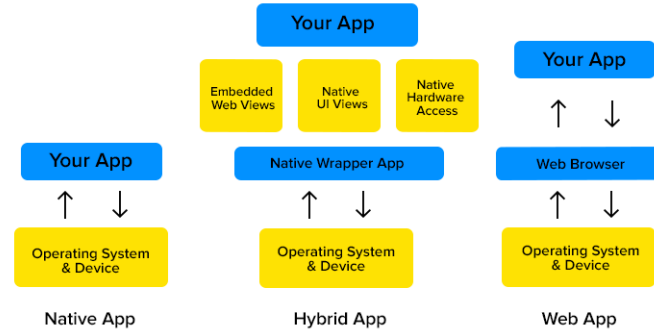 Your App
Embedded
Web Views
Native
UI Views
Native
Hardware
Access
Your App
Your App
Native Wrapper App
Web Browser
Operating System
& Device
Operating System
& Device
Operating System
& Device
Native App
Hybrid App
Web App